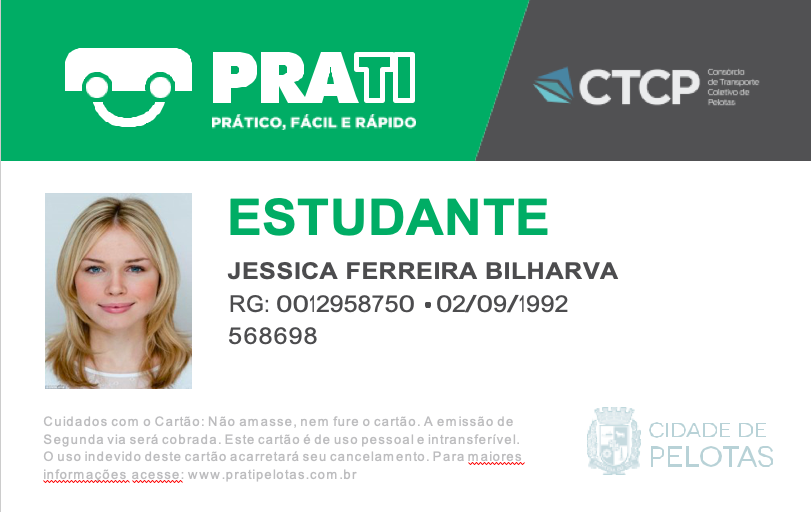 PRATI
PRÁTICO, FÁCIL E RÁPIDO
CTCP
Consórcio
de Transporte
Coletivo de
Pelotas
ESTUDANTE
JESSICA FERREIRA BILHARVA
RG: 0012958750 • 02/09/1992
568698
Cuidados com o Cartão: Não amasse, nem fure o cartão. A emissão de
Segunda via será cobrada. Este cartão é de uso pessoal e intransferível.
O uso indevido deste cartão acarretará seu cancelamento. Para maiores
informações acesse: www.pratipelotas.com.br
CIDADE DE
PELOTAS